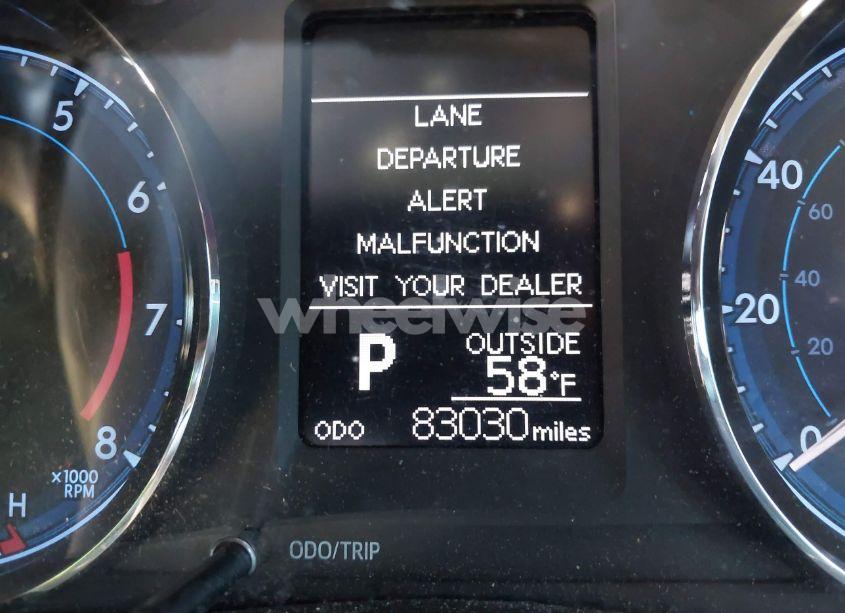 LANE
DEPARTURE
ALERT
MALFUNCTION
VISIT YOUR DEALER
wheelwise
P
OUTSIDE
58°F
ODO 83030 miles
5
6
7
8
x1000
RPM
H
ODO/TRIP
40
20
0
60
40
20